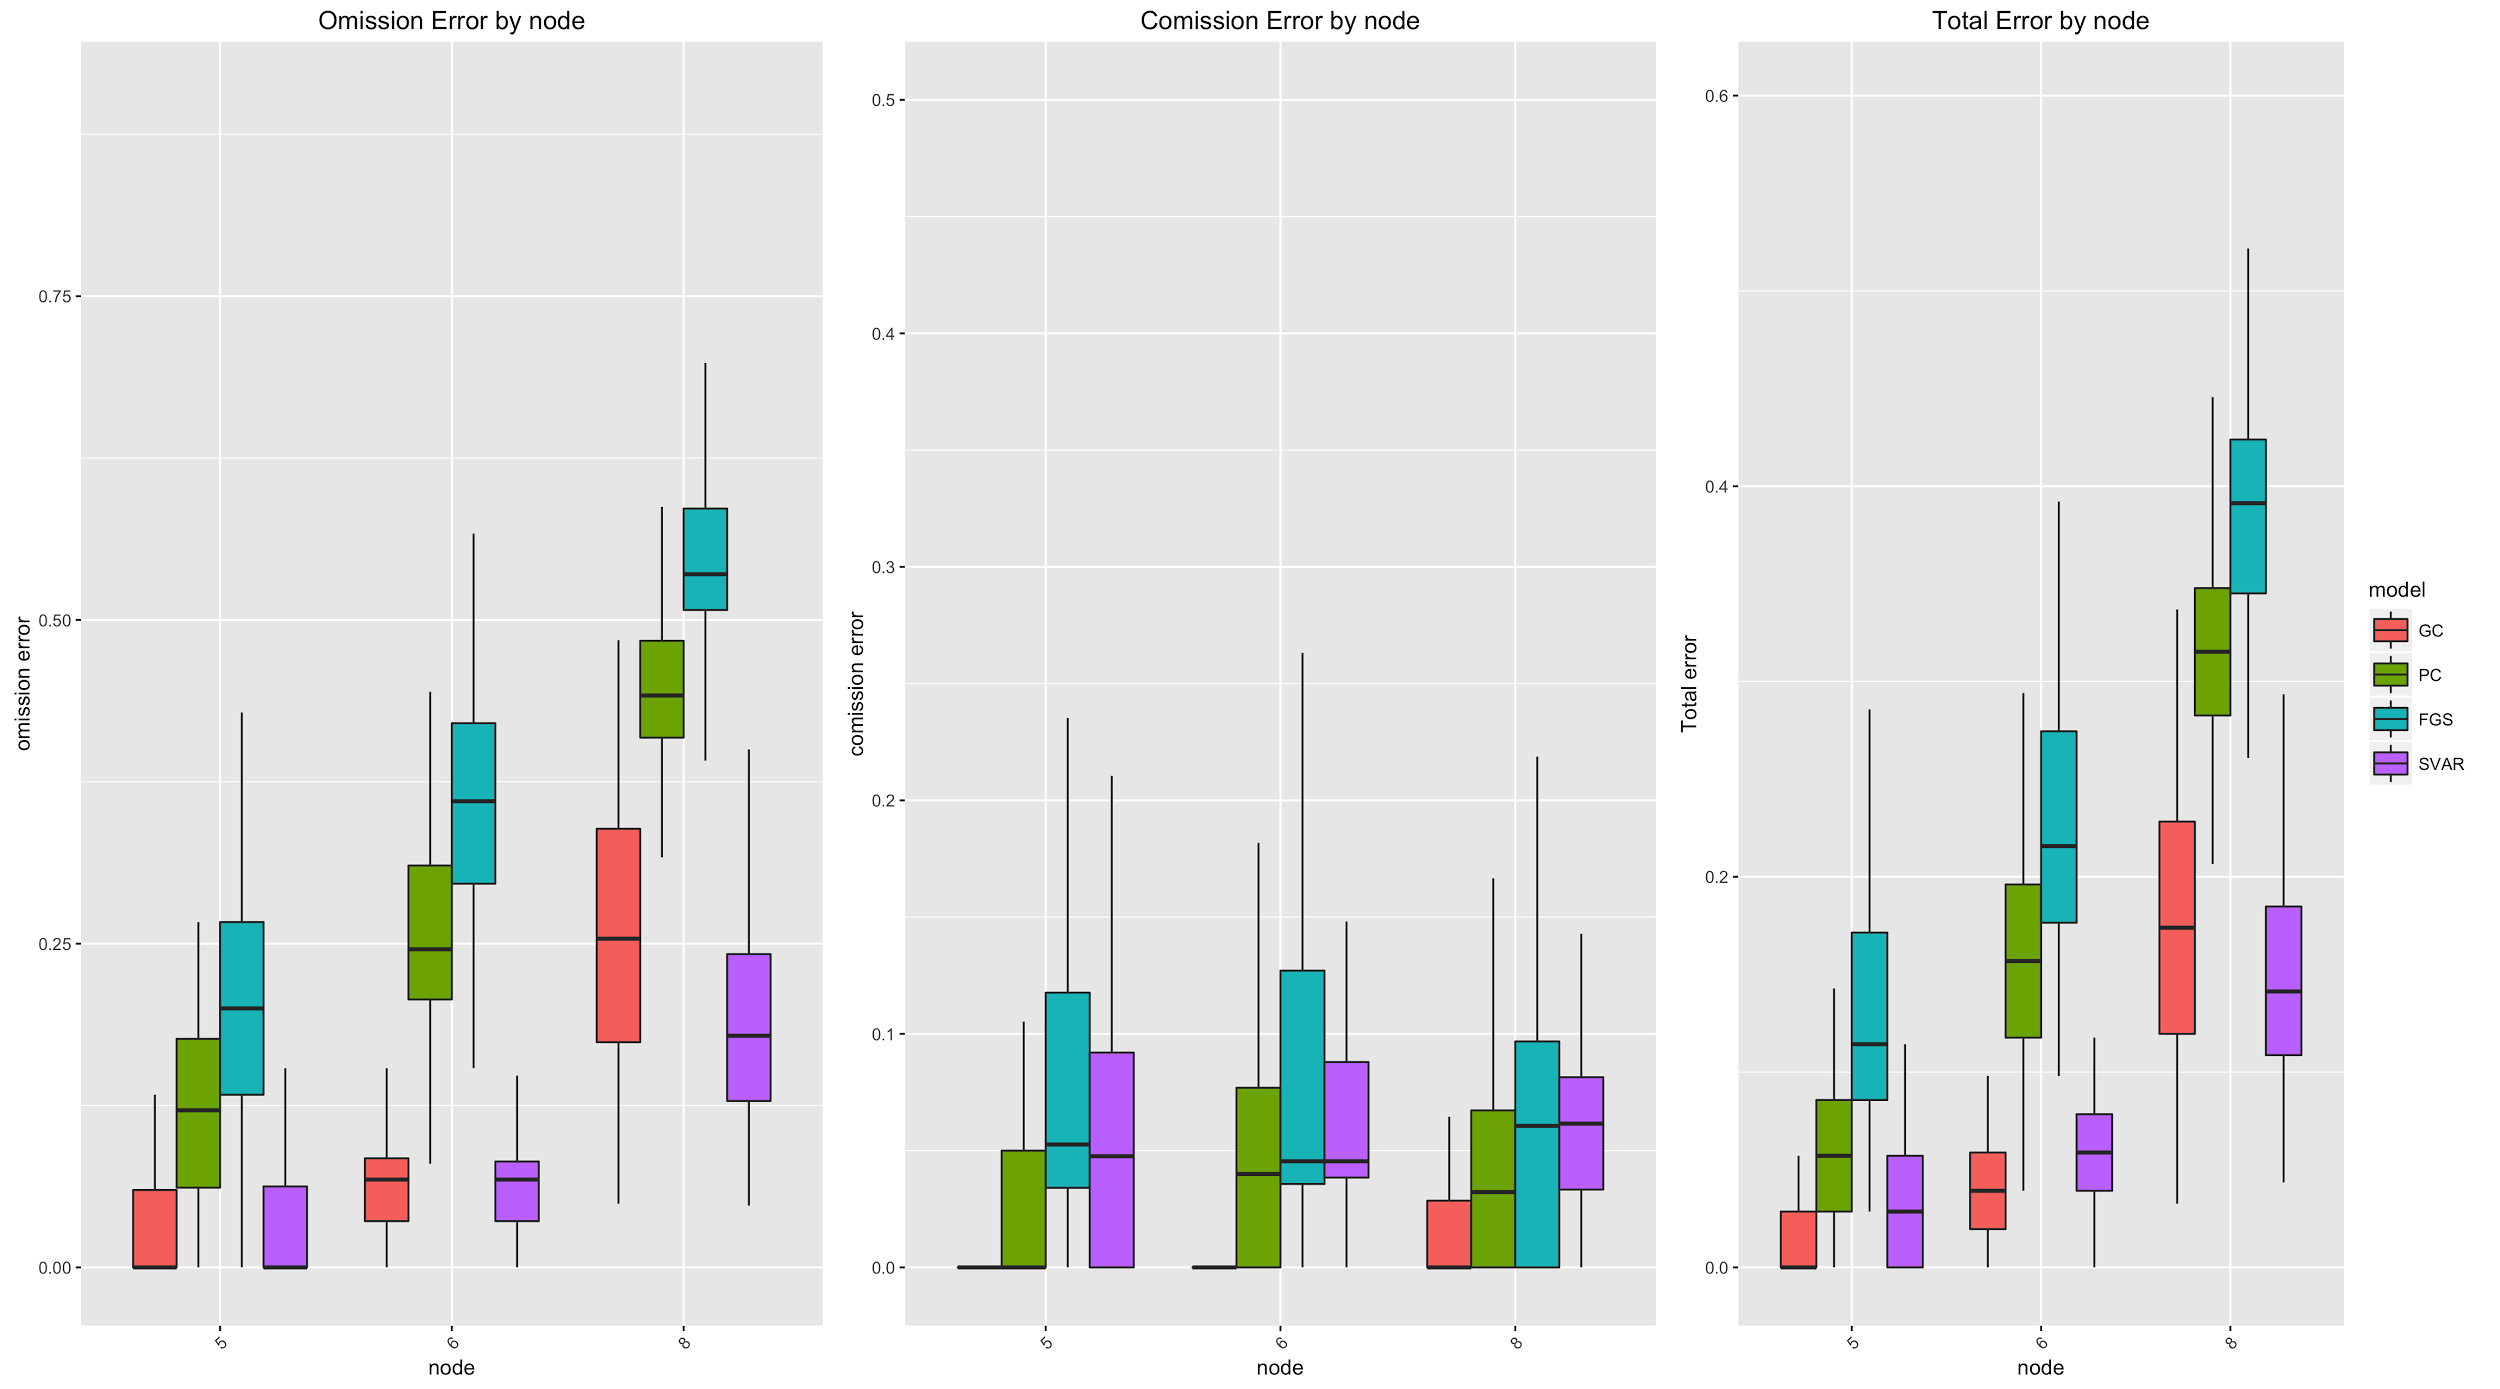 Omission Error by node
omission error
0.75
0.50
0.25
0.00
5
6
8
node
Comission Error by node
comission error
0.5
0.4
0.3
0.2
0.1
0.0
5
6
8
node
Total Error by node
Total error
0.6
0.4
0.2
0.0
5
6
8
node
model
GC
PC
FGS
SVAR